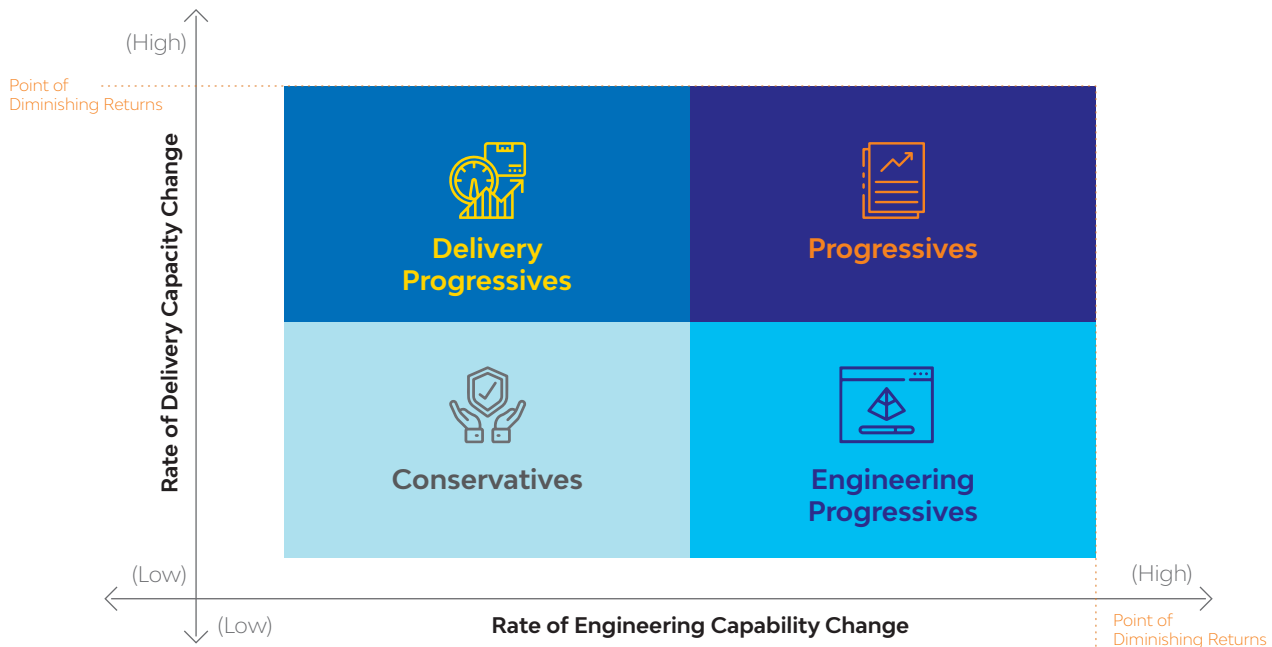 (High)
Point of
Diminishing Returns
Rate of Delivery Capacity Change
Delivery
Progressives
Progressives
Conservatives
Engineering
Progressives
(Low)
(High)
(Low)
Rate of Engineering Capability Change
Point of
Diminishing Returns